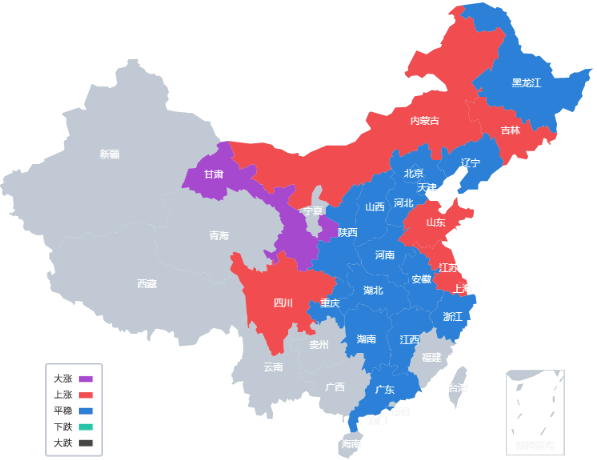 黑龙江
内蒙古
吉林
新疆
辽宁
甘肃
北京
天津
宁夏
山西
河北
青海
陕西
山东
河南
江苏
西藏
安徽
上海
四川
重庆
湖北
浙江
贵州
湖南
江西
福建
云南
广西
广东
台湾
海南
大涨
上涨
平稳
下跌
大跌